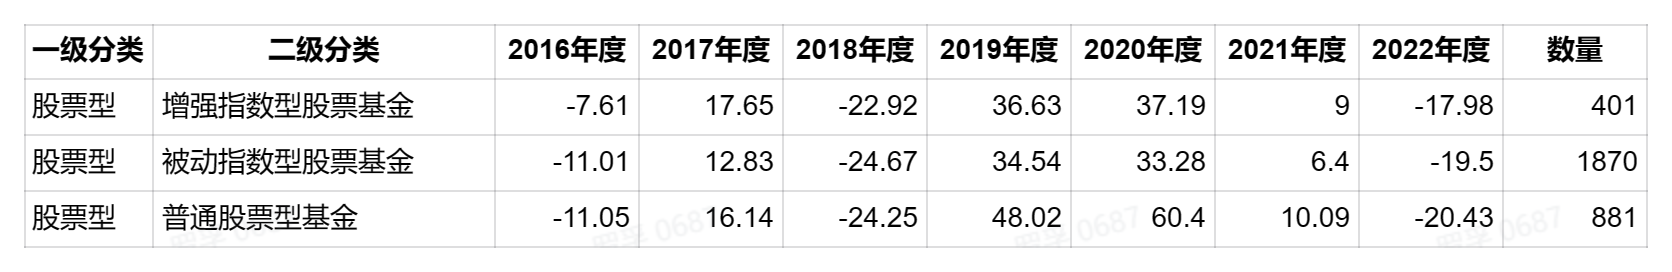 一级分类 二级分类 2016年度 2017年度 2018年度 2019年度 2020年度 2021年度 2022年度 数量
股票型 增强指数型股票基金 -7.61 17.65 -22.92 36.63 37.19 9 -17.98 401
股票型 被动指数型股票基金 -11.01 12.83 -24.67 34.54 33.28 6.4 -19.5 1870
股票型 普通股票型基金 -11.05 16.14 -24.25 48.02 60.4 10.09 -20.43 881
0687
0687
0687